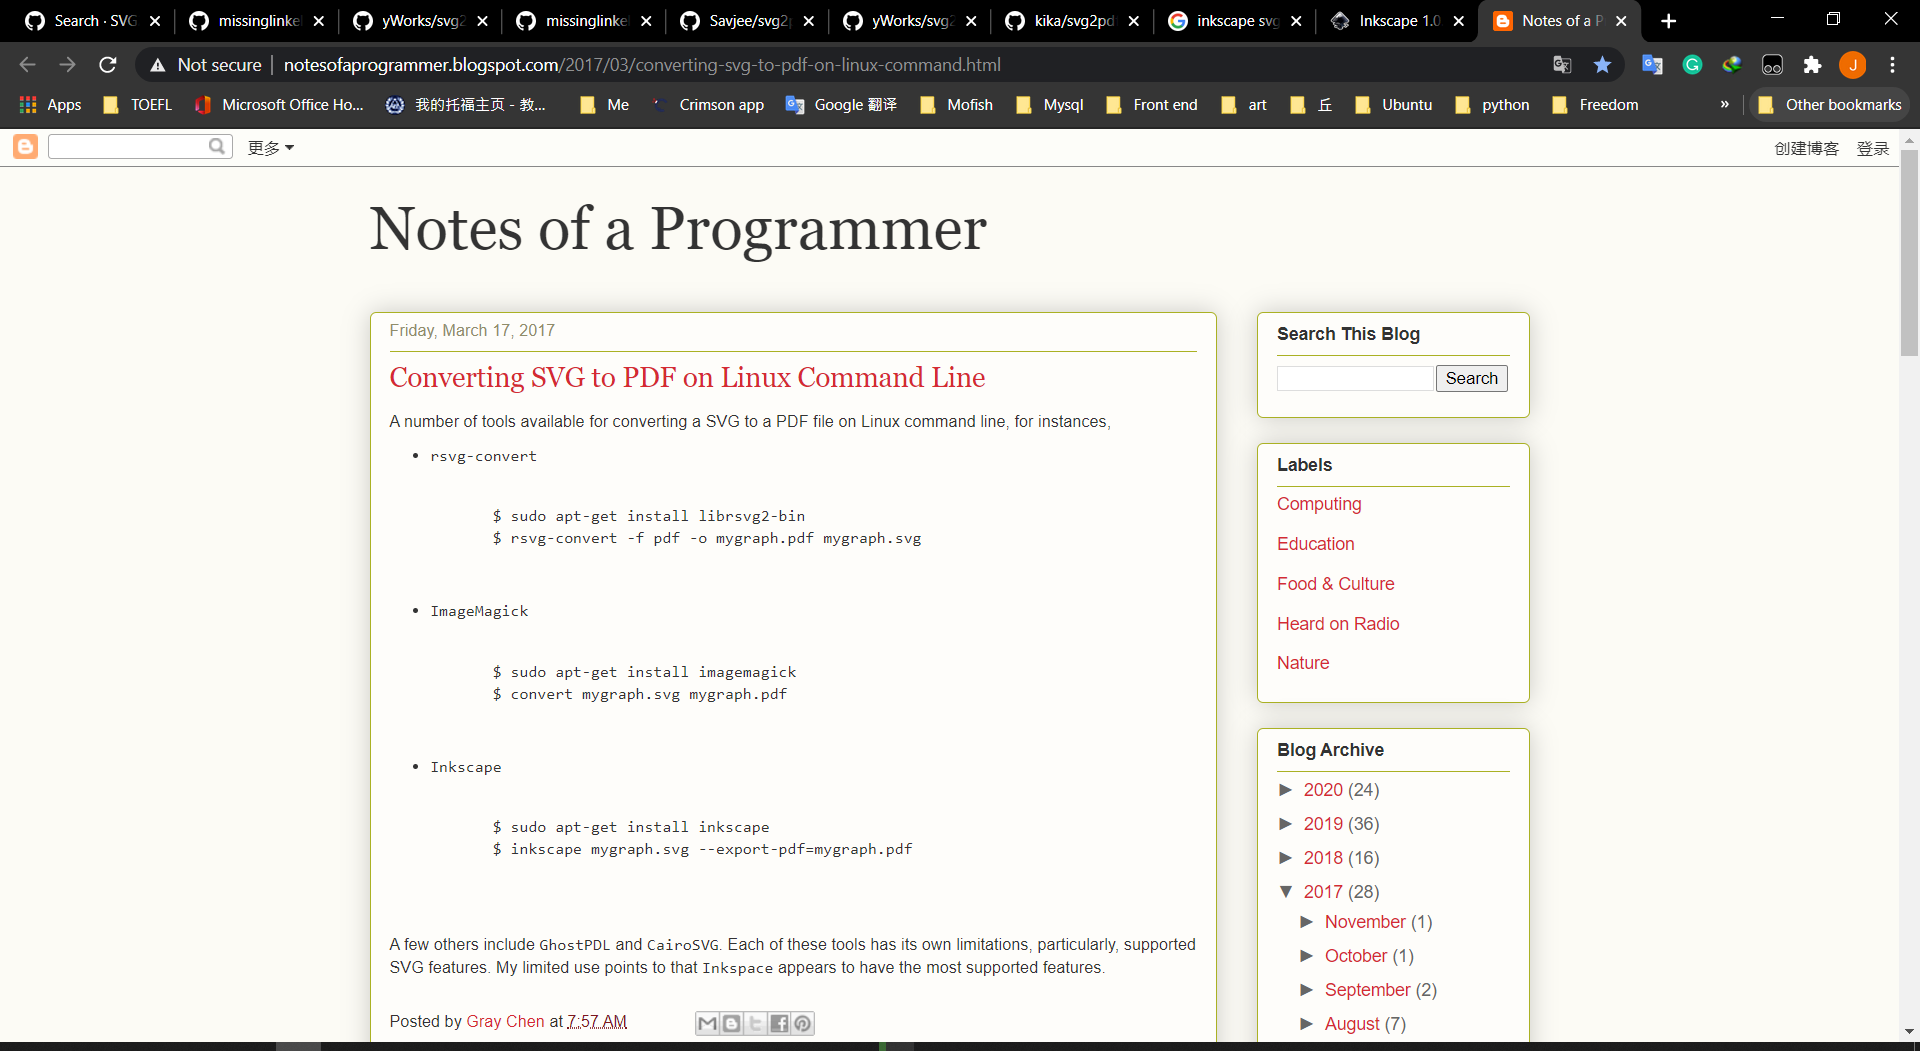 Search · SVG
missinglinke
yWorks/svg2
missinglinke
Savjee/svg2p
yWorks/svg2
kika/svg2pd
inkscape svg
Inkscape 1.0
Notes of a P
Not secure notesofaprogrammer.blogspot.com/2017/03/converting-svg-to-pdf-on-linux-command.html
J
Apps TOEFL Microsoft Office Ho... 我的托福主页 - 教... Me Crimson app Google 翻译 Mofish Mysql Front end art 丘 Ubuntu python Freedom » Other bookmarks
更多 创建博客 登录
Notes of a Programmer
Friday, March 17, 2017
Converting SVG to PDF on Linux Command Line
A number of tools available for converting a SVG to a PDF file on Linux command line, for instances,
• rsvg-convert
$ sudo apt-get install librsvg2-bin
$ rsvg-convert -f pdf -o mygraph.pdf mygraph.svg
• ImageMagick
$ sudo apt-get install imagemagick
$ convert mygraph.svg mygraph.pdf
• Inkscape
$ sudo apt-get install inkscape
$ inkscape mygraph.svg --export-pdf=mygraph.pdf
A few others include GhostPDL and CairoSVG. Each of these tools has its own limitations, particularly, supported
SVG features. My limited use points to that Inkspace appears to have the most supported features.
Posted by Gray Chen at 7:57 AM
Search This Blog
Search
Labels
Computing
Education
Food & Culture
Heard on Radio
Nature
Blog Archive
► 2020 (24)
► 2019 (36)
► 2018 (16)
▼ 2017 (28)
► November (1)
► October (1)
► September (2)
► August (7)